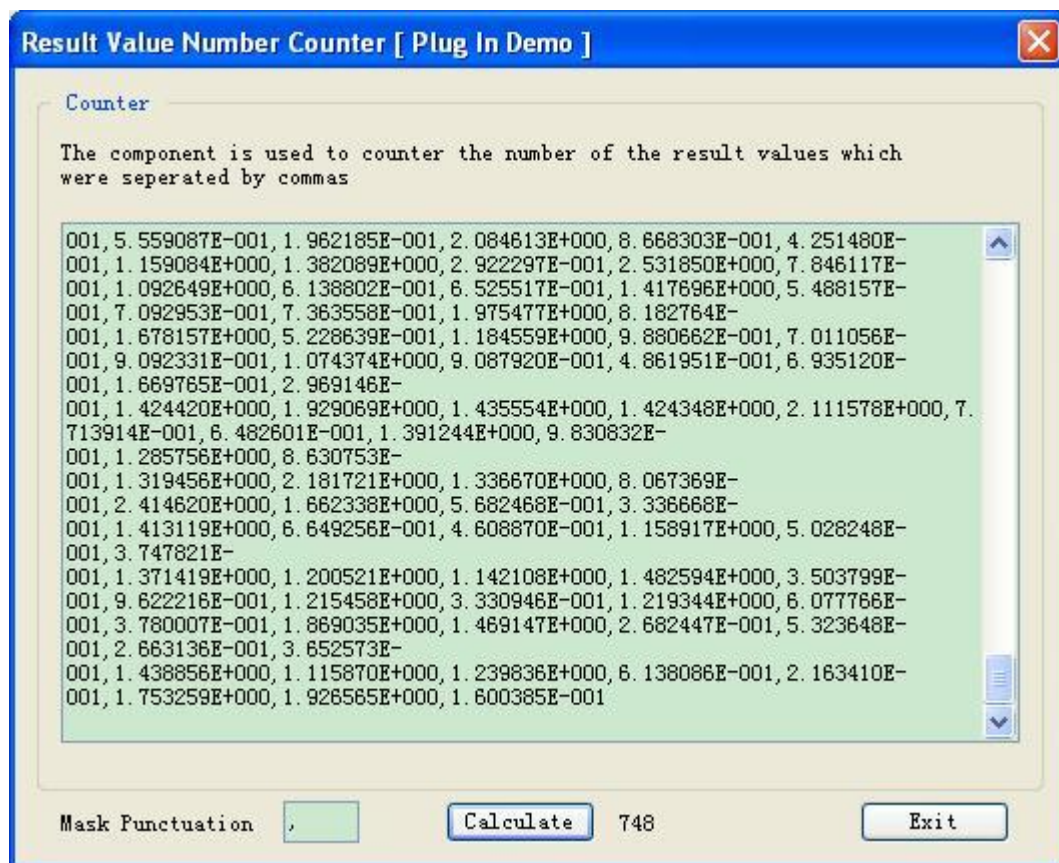 Result Value Number Counter [ Plug In Demo ]
Counter
The component is used to counter the number of the result values which
were seperated by commas
001,5.559087E-001,1.962185E-001,2.084613E+000,8.668303E-001,4.251480E-
001,1.159084E+000,1.382089E+000,2.922297E-001,2.531850E+000,7.846117E-
001,1.092649E+000,6.138802E-001,6.525517E-001,1.417696E+000,5.488157E-
001,7.092953E-001,7.363558E-001,1.975477E+000,8.182764E-
001,1.678157E+000,5.228639E-001,1.184559E+000,9.880662E-001,7.011056E-
001,9.092331E-001,1.074374E+000,9.087920E-001,4.861951E-001,6.935120E-
001,1.669765E-001,2.969146E-
001,1.424420E+000,1.929069E+000,1.435554E+000,1.424348E+000,2.111578E+000,7.
713914E-001,6.482601E-001,1.391244E+000,9.830832E-
001,1.285756E+000,8.630753E-
001,1.319456E+000,2.181721E+000,1.336670E+000,8.067369E-
001,2.414620E+000,1.662338E+000,5.682468E-001,3.336668E-
001,1.413119E+000,6.649256E-001,4.608870E-001,1.158917E+000,5.028248E-
001,3.747821E-
001,1.371419E+000,1.200521E+000,1.142108E+000,1.482594E+000,3.503799E-
001,9.622216E-001,1.215458E+000,3.330946E-001,1.219344E+000,6.077766E-
001,3.780007E-001,1.869035E+000,1.469147E+000,2.682447E-001,5.323648E-
001,2.663136E-001,3.652573E-
001,1.438856E+000,1.115870E+000,1.239836E+000,6.138086E-001,2.163410E-
001,1.753259E+000,1.926565E+000,1.600385E-001
Mask Punctuation , Calculate 748 Exit